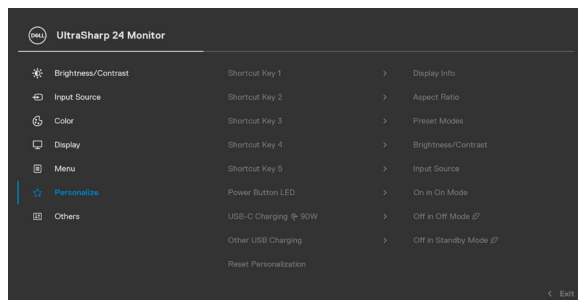 DELL UltraSharp 24 Monitor
Brightness/Contrast Shortcut Key 1 > Display Info
Input Source Shortcut Key 2 > Aspect Ratio
Color Shortcut Key 3 > Preset Modes
Display Shortcut Key 4 > Brightness/Contrast
Menu Shortcut Key 5 > Input Source
Personalize Power Button LED > On in On Mode
Others USB-C Charging 90W > Off in Off Mode
Other USB Charging > Off in Standby Mode
Reset Personalization
< Exit